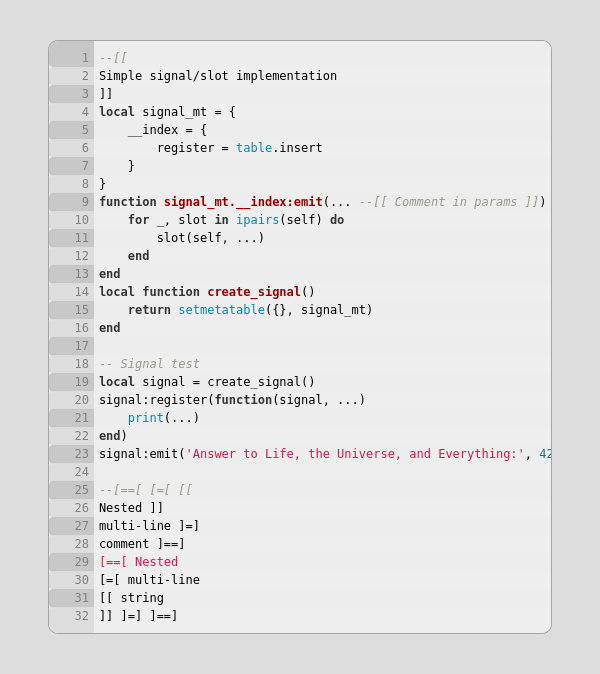 1 --[[
2 Simple signal/slot implementation
3 ]]
4 local signal_mt = {
5     __index = {
6         register = table.insert
7     }
8 }
9 function signal_mt.__index:emit(... --[[ Comment in params ]])
10     for _, slot in ipairs(self) do
11         slot(self, ...)
12     end
13 end
14 local function create_signal()
15     return setmetatable({}, signal_mt)
16 end
17
18 -- Signal test
19 local signal = create_signal()
20 signal:register(function(signal, ...)
21     print(...)
22 end)
23 signal:emit('Answer to Life, the Universe, and Everything:', 42
24
25 --[==[ [=[ [[
26 Nested ]]
27 multi-line ]=]
28 comment ]==]
29 [==[ Nested
30 [=[ multi-line
31 [[ string
32 ]] ]=] ]==]